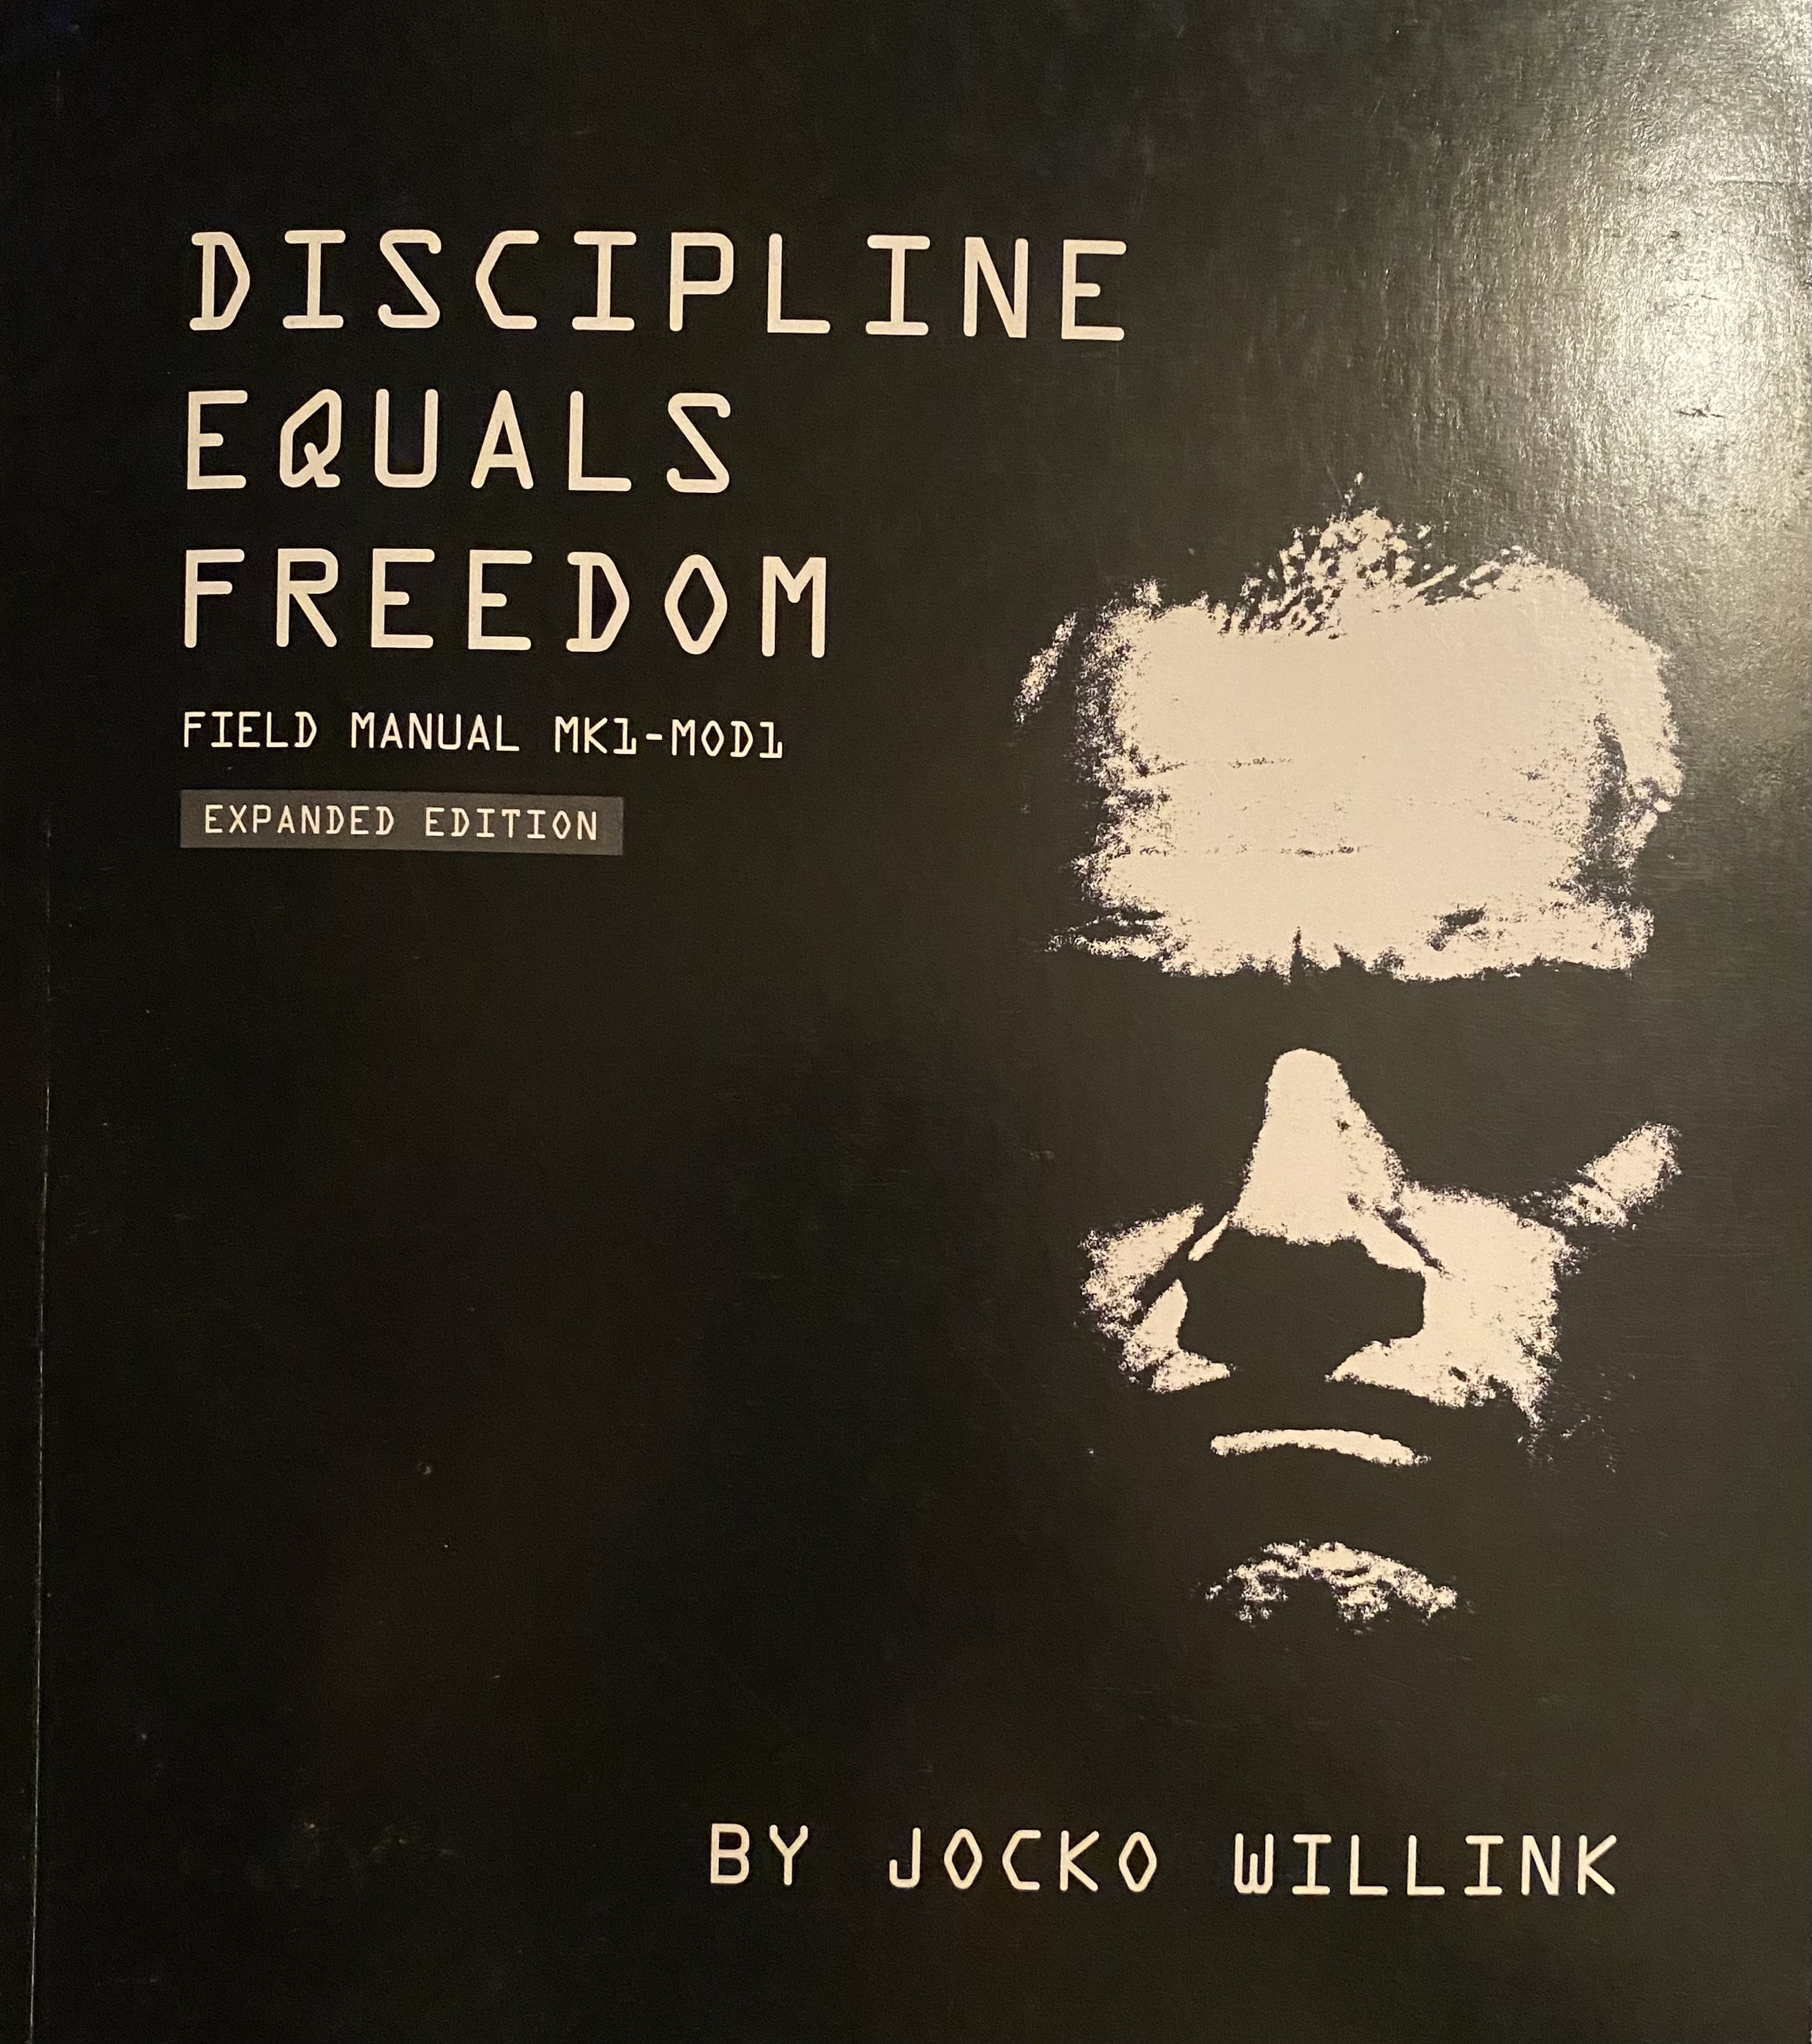 DISCIPLINE
EQUALS
FREEDOM
FIELD MANUAL MK1-MOD1
EXPANDED EDITION
BY JOCKO WILLINK